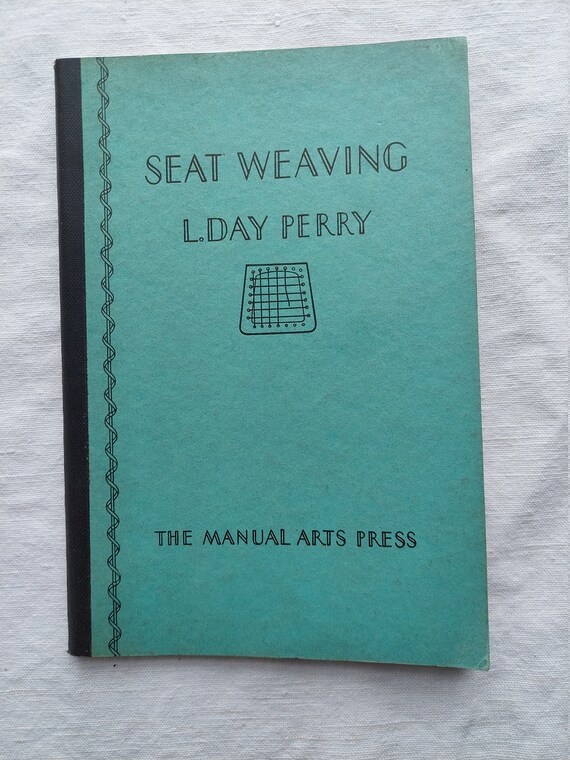 SEAT WEAVING
L.DAY PERRY
THE MANUAL ARTS PRESS